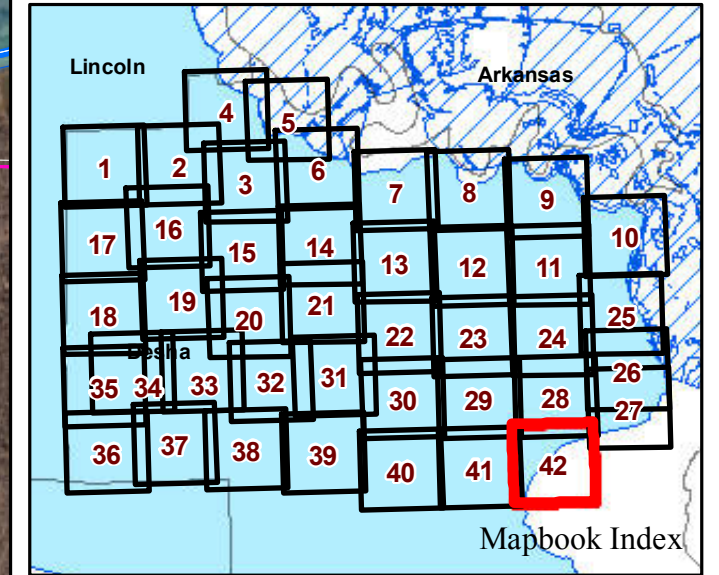 Lincoln
Arkansas
4
5
1 2 3 6 7 8 9
17 16 15 14 13 12 11 10
18 19 20 21 22 23 24 25
Desha
35 34 33 32 31 30 29 28 26
27
36 37 38 39 40 41 42
Mapbook Index